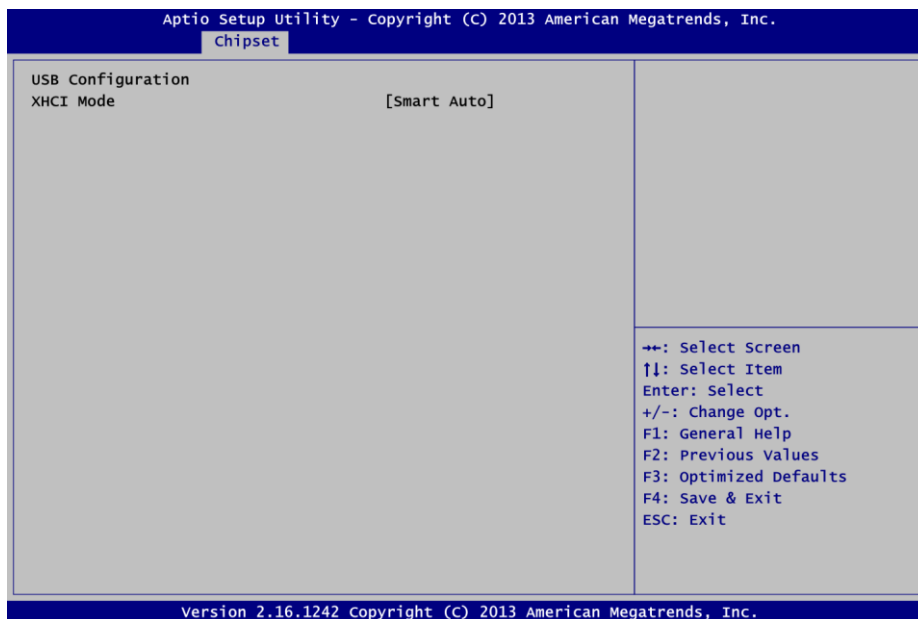 Aptio Setup Utility - Copyright (C) 2013 American Megatrends, Inc.
Chipset
USB Configuration
XHCI Mode [Smart Auto]
→←: Select Screen
↑↓: Select Item
Enter: Select
+/-: Change Opt.
F1: General Help
F2: Previous Values
F3: Optimized Defaults
F4: Save & Exit
ESC: Exit
Version 2.16.1242 Copyright (C) 2013 American Megatrends, Inc.